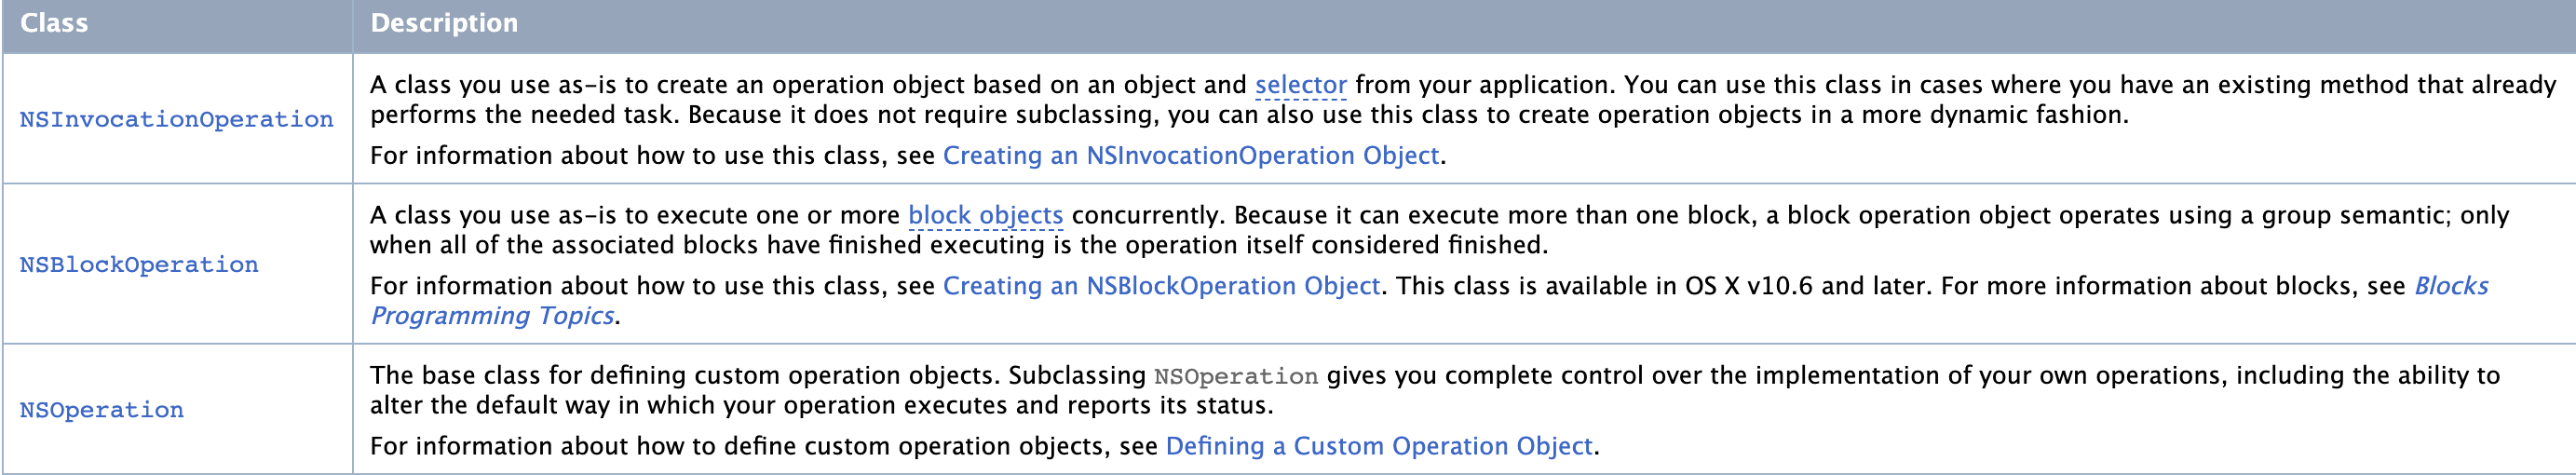 Class Description
NSInvocationOperation
A class you use as-is to create an operation object based on an object and selector from your application. You can use this class in cases where you have an existing method that already
performs the needed task. Because it does not require subclassing, you can also use this class to create operation objects in a more dynamic fashion.
For information about how to use this class, see Creating an NSInvocationOperation Object.
NSBlockOperation
A class you use as-is to execute one or more block objects concurrently. Because it can execute more than one block, a block operation object operates using a group semantic; only
when all of the associated blocks have finished executing is the operation itself considered finished.
For information about how to use this class, see Creating an NSBlockOperation Object. This class is available in OS X v10.6 and later. For more information about blocks, see Blocks
Programming Topics.
NSOperation
The base class for defining custom operation objects. Subclassing NSOperation gives you complete control over the implementation of your own operations, including the ability to
alter the default way in which your operation executes and reports its status.
For information about how to define custom operation objects, see Defining a Custom Operation Object.